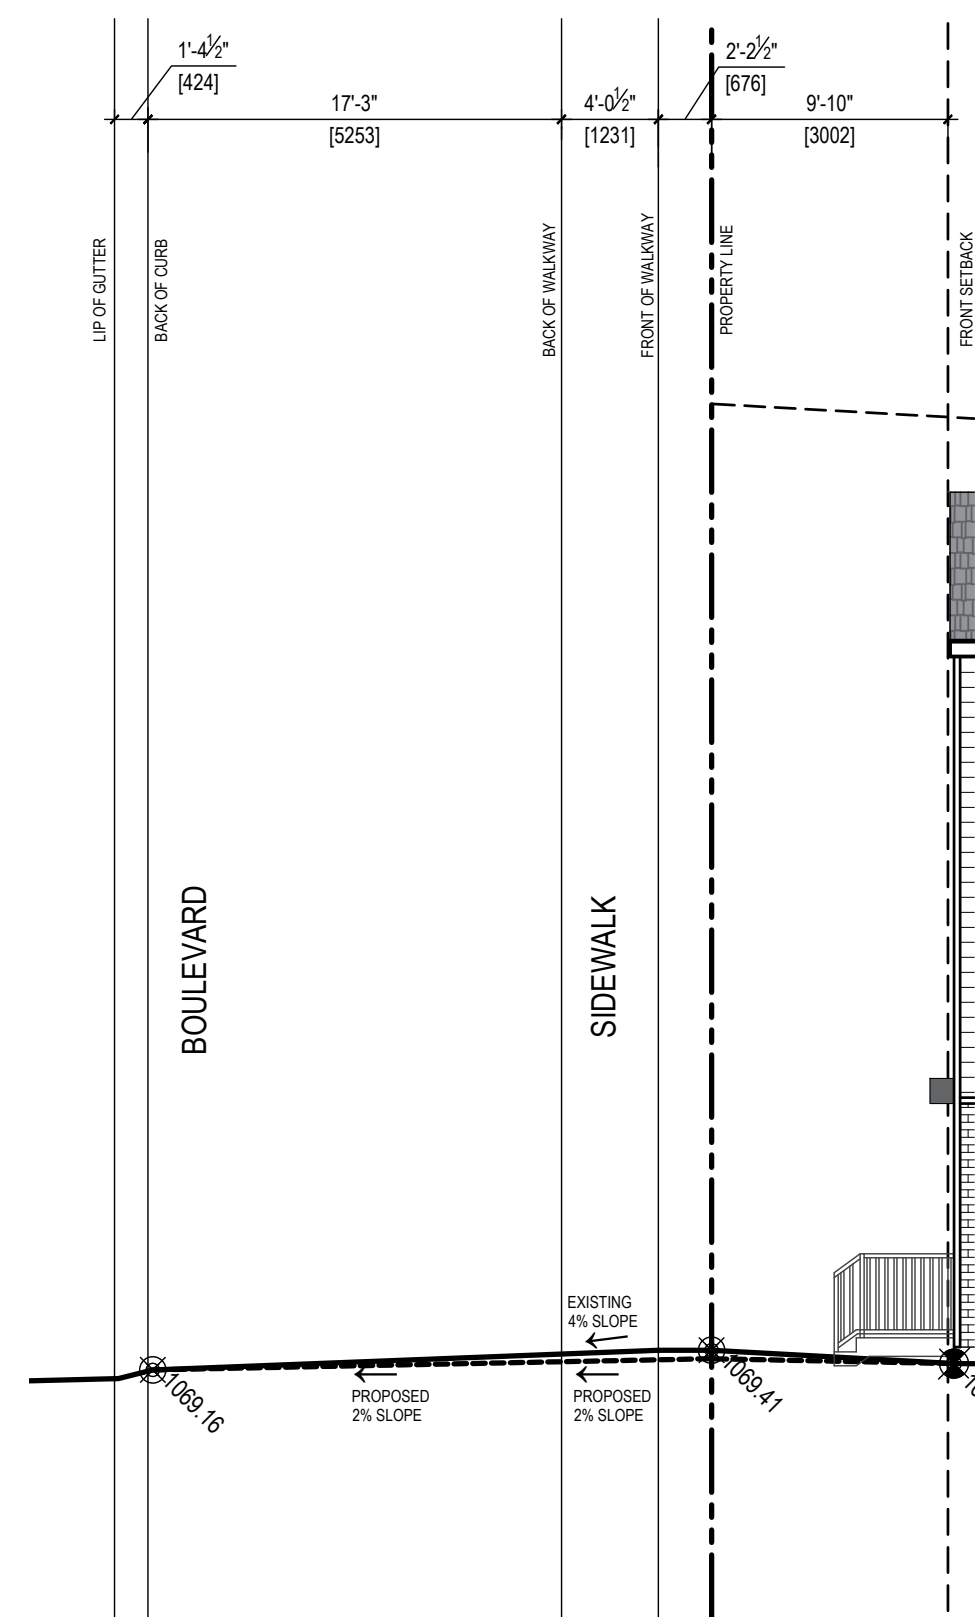 1'-4½"
[424]
17'-3"
[5253]
4'-0½"
[1231]
2'-2½"
[676]
9'-10"
[3002]
LIP OF GUTTER
BACK OF CURB
BACK OF WALKWAY
FRONT OF WALKWAY
PROPERTY LINE
FRONT SETBACK
BOULEVARD
SIDEWALK
EXISTING
4% SLOPE
PROPOSED
2% SLOPE
PROPOSED
2% SLOPE
1069.16
1069.41